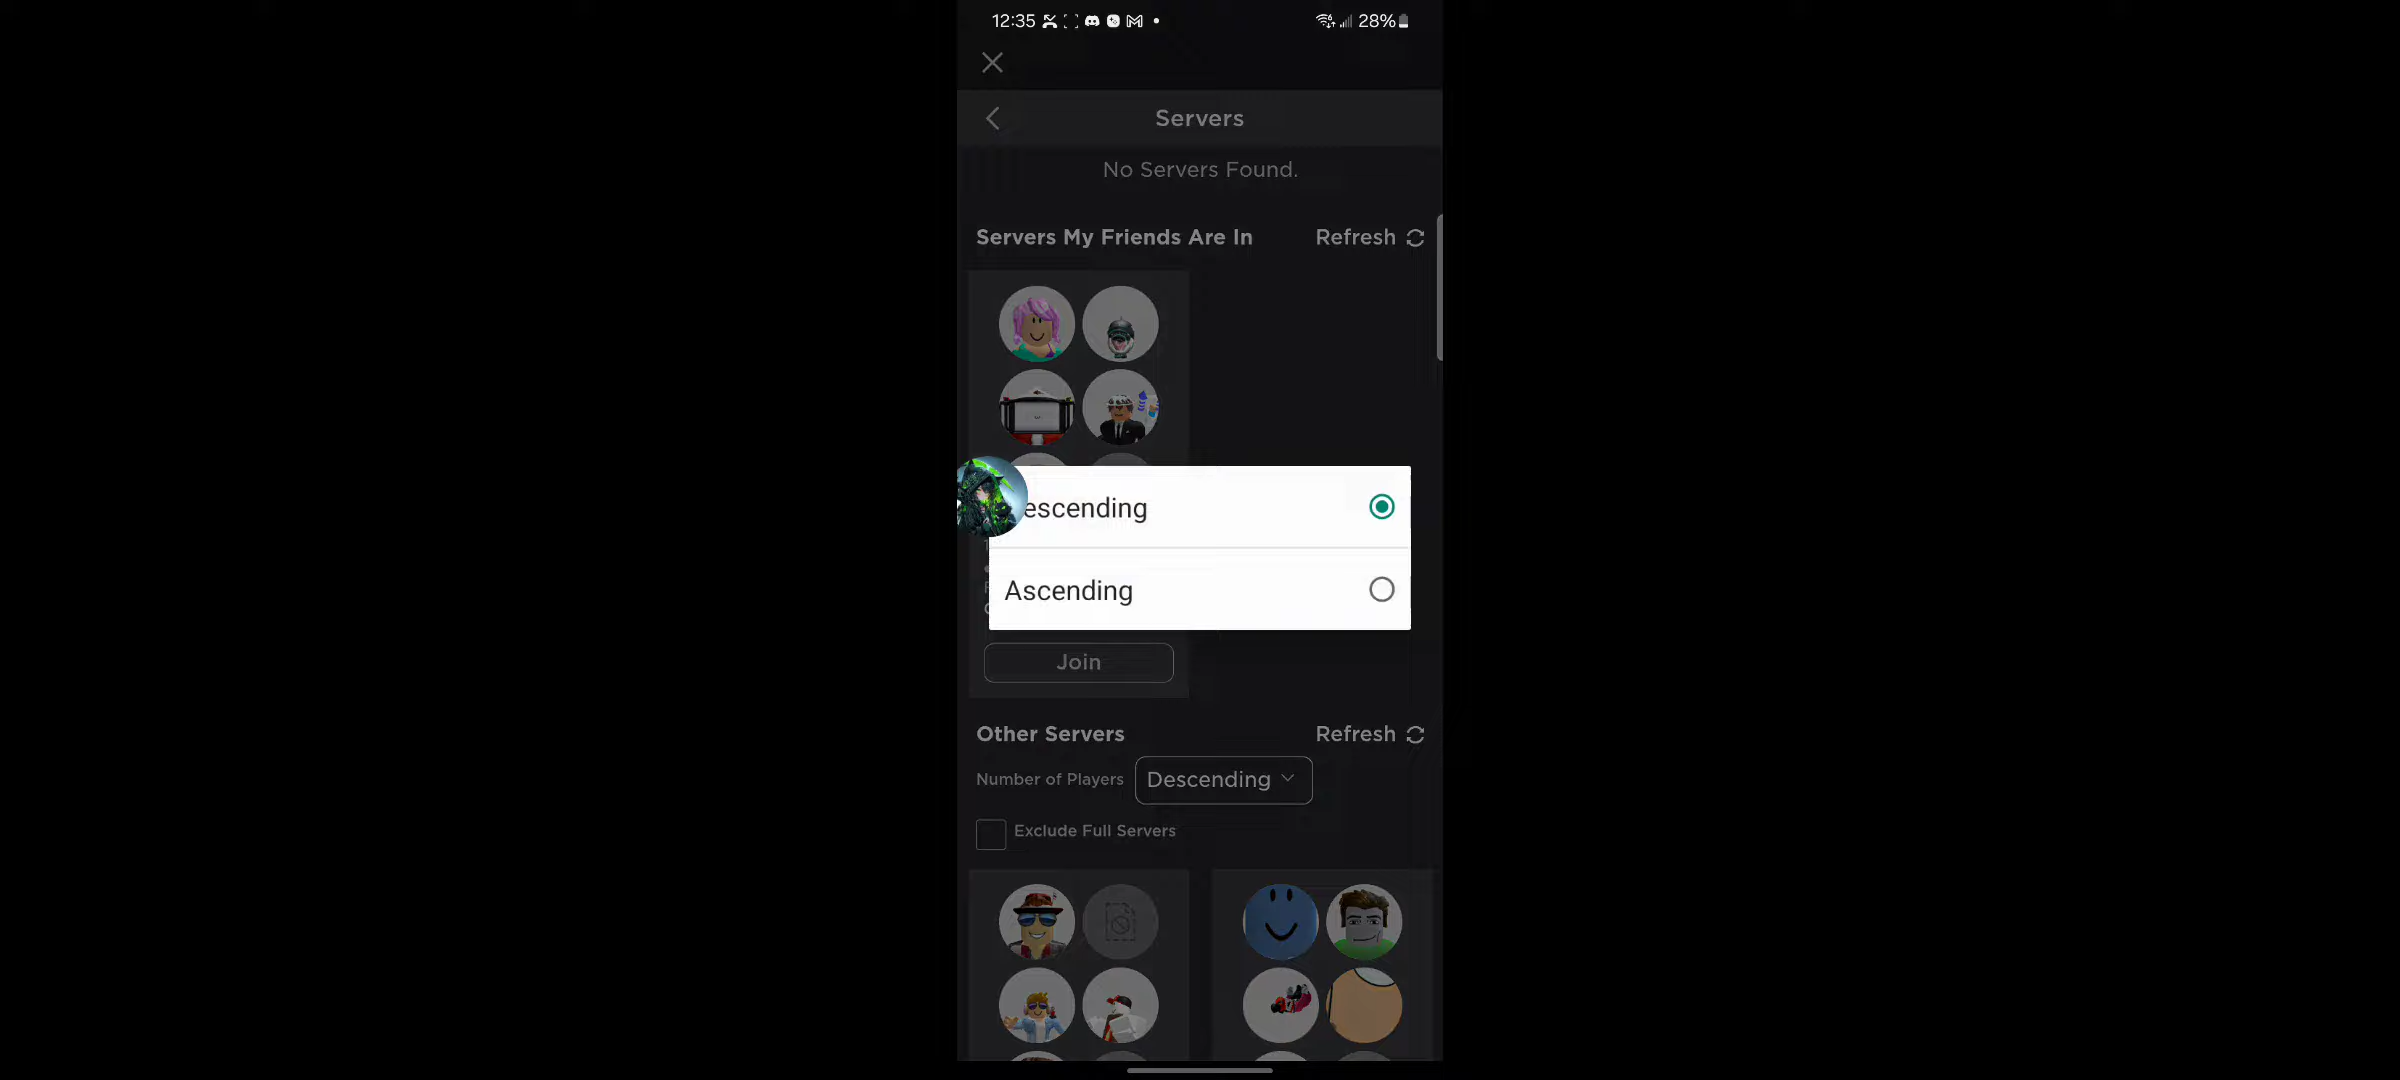 12:35 28%
Servers
No Servers Found.
Servers My Friends Are In Refresh
escending
Ascending
Join
Other Servers Refresh
Number of Players Descending
Exclude Full Servers